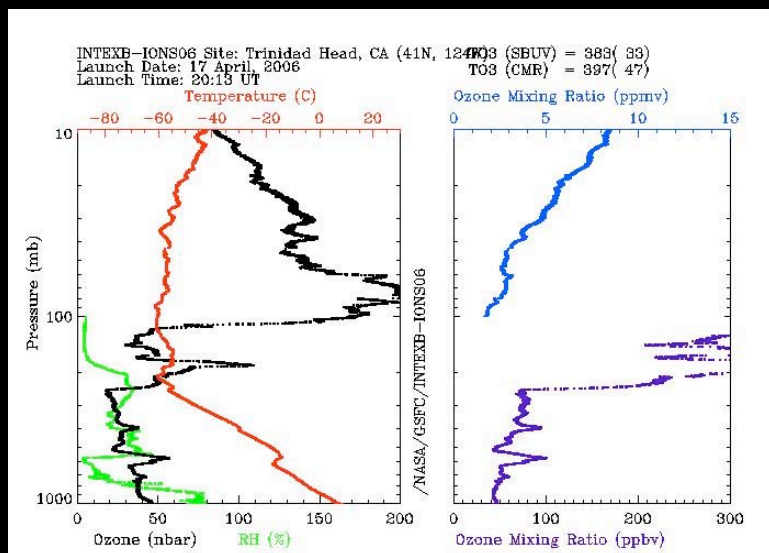 INTEXB-IONS06 Site: Trinidad Head, CA (41N, 124W) TO3 (SBUV) = 383( 33)
Launch Date: 17 April, 2006 TO3 (CMR) = 397( 47)
Launch Time: 20:13 UT
Temperature (C)
-80 -60 -40 -20 0 20
10
100
1000
Pressure (mb)
0 50 100 150 200
Ozone (nbar) RH (%)
/NASA/GSFC/INTEXB-IONS06
Ozone Mixing Ratio (ppmv)
0 5 10 15
0 100 200 300
Ozone Mixing Ratio (ppbv)